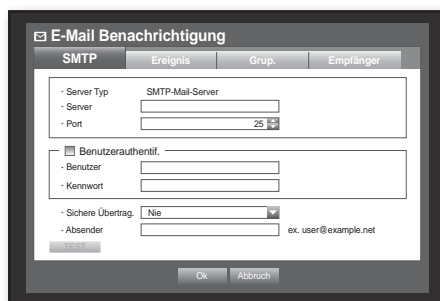 E-Mail Benachrichtigung
SMTP Ereignis Grup. Empfänger
· Server Typ SMTP-Mail-Server
· Server
· Port 25
Benutzerauthentif.
· Benutzer
· Kennwort
· Sichere Übertrag. Nie
· Absender ex. user@example.net
TEST
Ok Abbruch